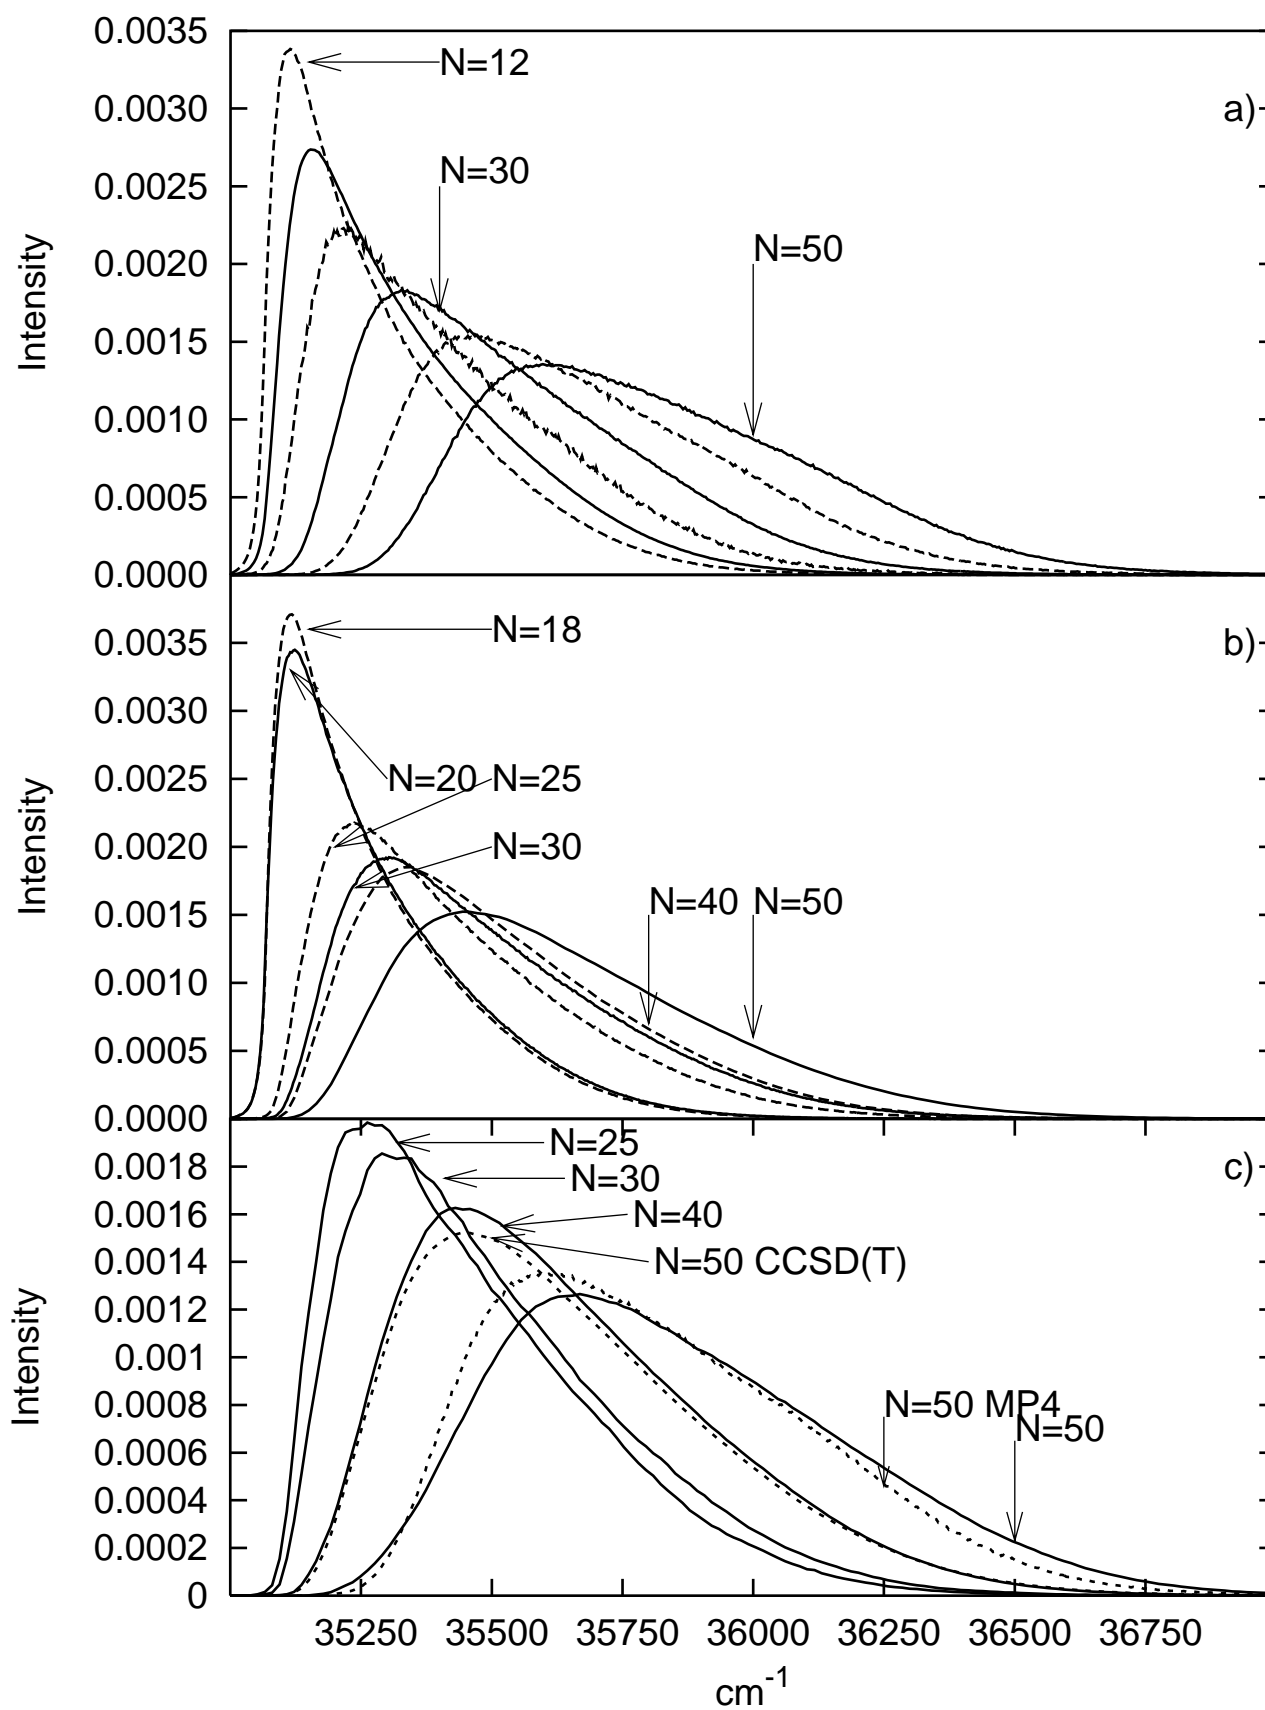 0.0035
N=12
0.0030
a)
N=30
0.0025
N=50
0.0020
0.0015
0.0010
0.0005
0.0000
Intensity
N=18
b)
0.0035
0.0030
N=20 N=25
0.0025
N=30
0.0020
N=40 N=50
0.0015
0.0010
0.0005
0.0000
Intensity
N=25
c)
0.0018
N=30
0.0016
N=40
0.0014
N=50 CCSD(T)
0.0012
0.001
0.0008
N=50 MP4
N=50
0.0006
0.0004
0.0002
0
Intensity
35250 35500 35750 36000 36250 36500 36750
cm-1